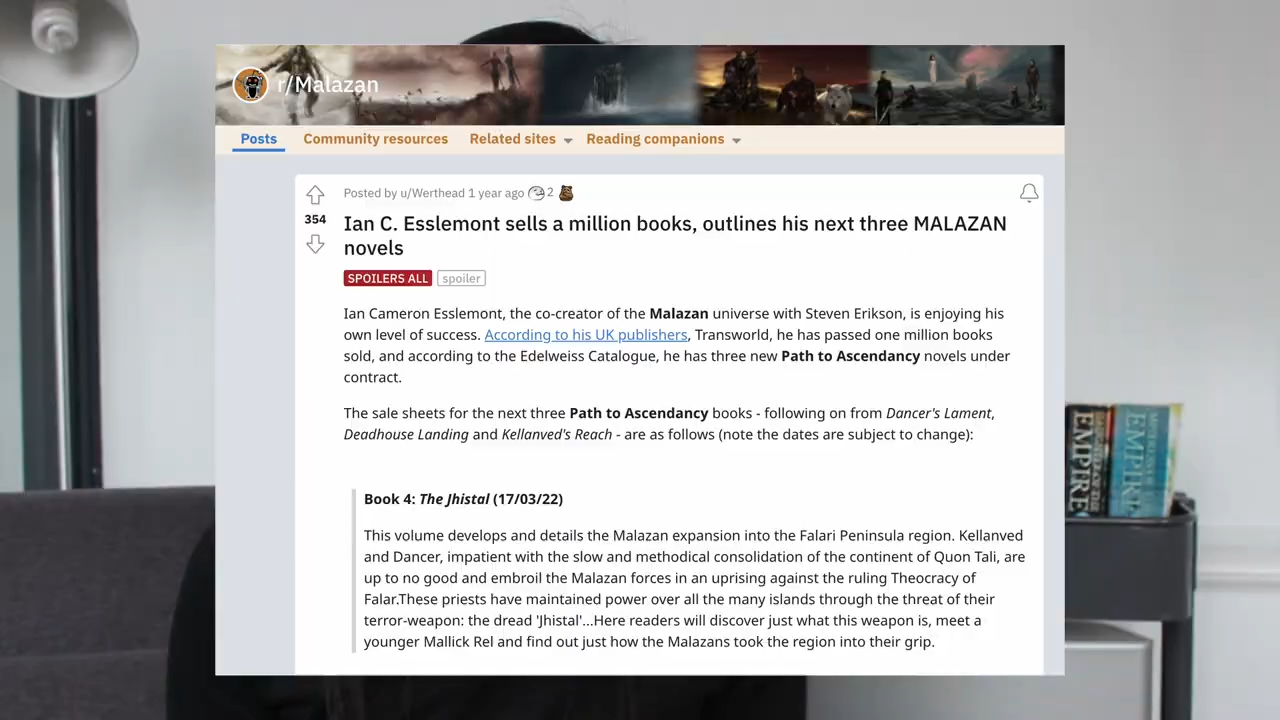 r/Malazan
Posts
Community resources
Related sites
Reading companions
Posted by u/Werthead 1 year ago
2
354
Ian C. Esslemont sells a million books, outlines his next three MALAZAN
novels
SPOILERS ALL
spoiler
Ian Cameron Esslemont, the co-creator of the Malazan universe with Steven Erikson, is enjoying his
own level of success. According to his UK publishers, Transworld, he has passed one million books
sold, and according to the Edelweiss Catalogue, he has three new Path to Ascendancy novels under
contract.
The sale sheets for the next three Path to Ascendancy books - following on from Dancer's Lament,
Deadhouse Landing and Kellanved's Reach - are as follows (note the dates are subject to change):
Book 4: The Jhistal (17/03/22)
This volume develops and details the Malazan expansion into the Falari Peninsula region. Kellanved
and Dancer, impatient with the slow and methodical consolidation of the continent of Quon Tali, are
up to no good and embroil the Malazan forces in an uprising against the ruling Theocracy of
Falar.These priests have maintained power over all the many islands through the threat of their
terror-weapon: the dread 'Jhistal'...Here readers will discover just what this weapon is, meet a
younger Mallick Rel and find out just how the Malazans took the region into their grip.
EMPIRE
EMPIRE